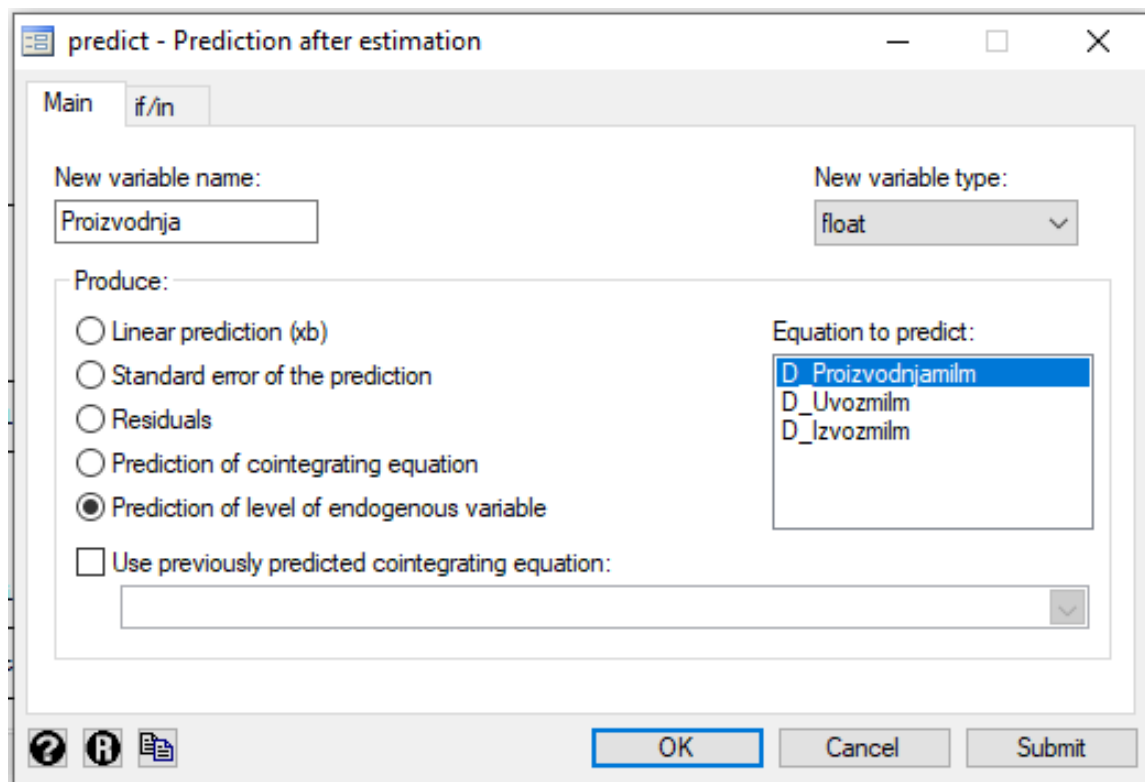 predict - Prediction after estimation
Main
if/in
New variable name:
New variable type:
Proizvodnja
float
Produce:
Linear prediction (xb)
Standard error of the prediction
Residuals
Prediction of cointegrating equation
Prediction of level of endogenous variable
Equation to predict:
D_Proizvodnjamilm
D_Uvozmilm
D_Izvozmilm
Use previously predicted cointegrating equation:
? R
OK
Cancel
Submit